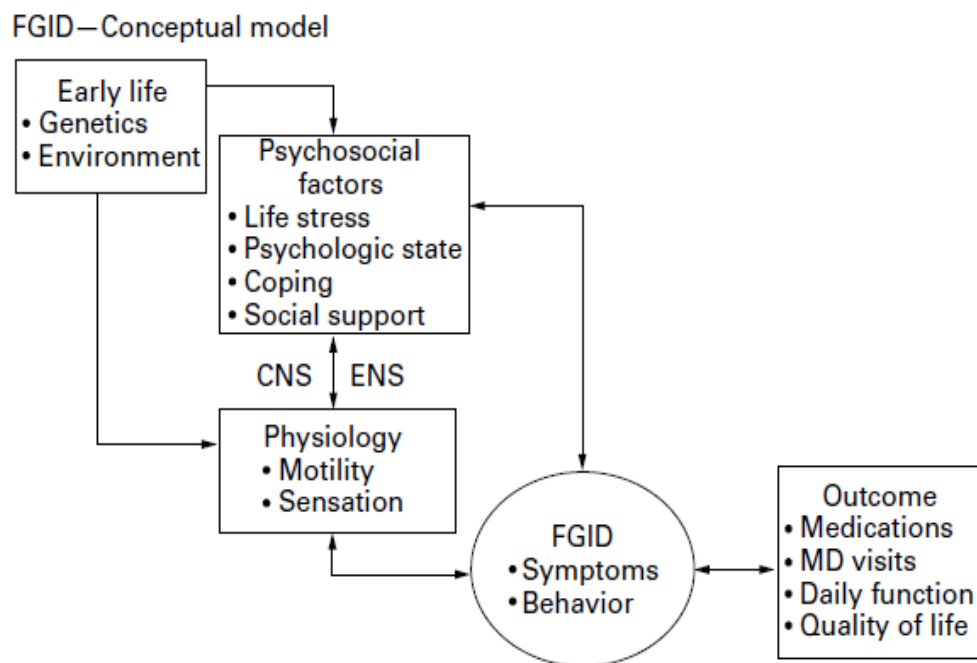 FGID—Conceptual model
Early life
• Genetics
• Environment
Psychosocial
factors
• Life stress
• Psychologic state
• Coping
• Social support
CNS ENS
Physiology
• Motility
• Sensation
FGID
• Symptoms
• Behavior
Outcome
• Medications
• MD visits
• Daily function
• Quality of life